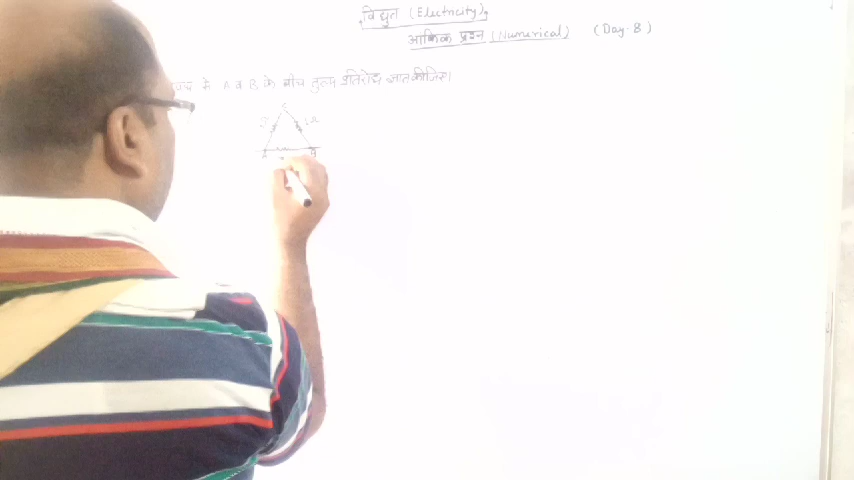 विद्युत (Electricity)
आंकिक प्रश्न (Numerical) (Day-8)
में A व B के बीच तुल्य प्रतिरोध ज्ञात कीजिए।
C
A B